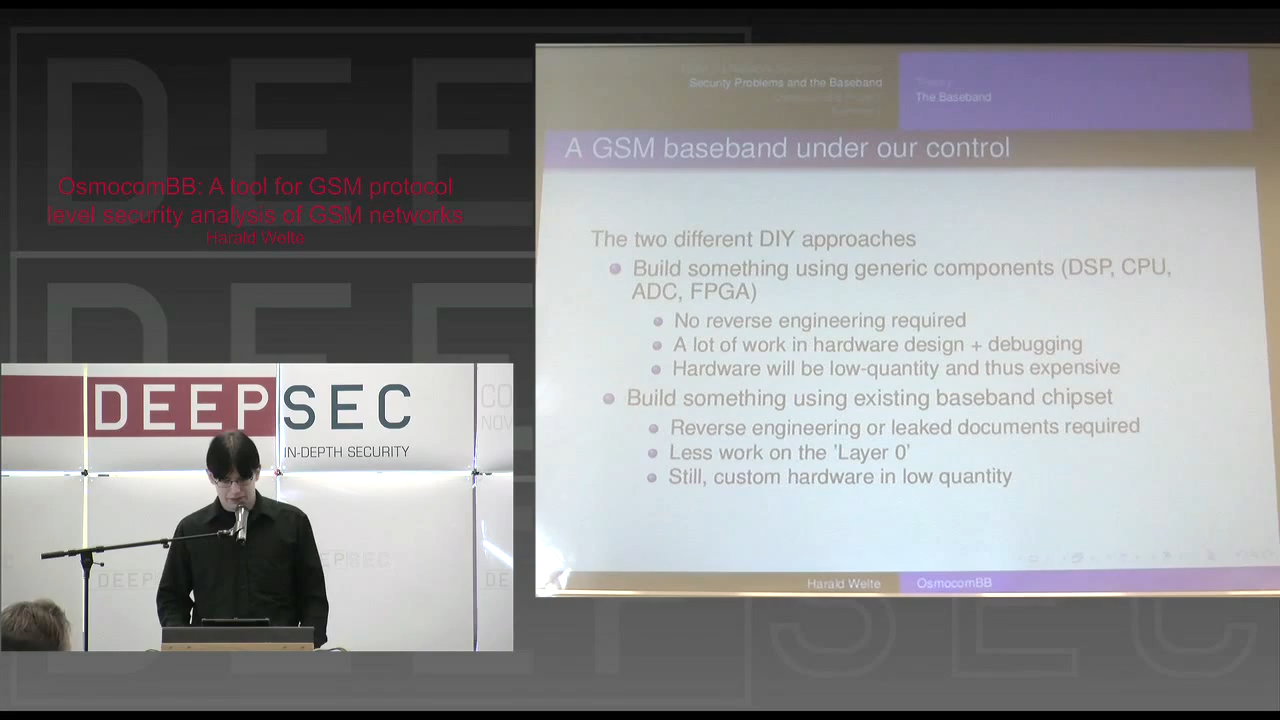 OsmocomBB: A tool for GSM protocol
level security analysis of GSM networks
Harald Welte
DEEPSEC
IN-DEPTH SECURITY
DEEP
Security Problems and the Baseband
Summary
Theory
The Baseband
A GSM baseband under our control
The two different DIY approaches
Build something using generic components (DSP, CPU,
ADC, FPGA)
No reverse engineering required
A lot of work in hardware design + debugging
Hardware will be low-quantity and thus expensive
Build something using existing baseband chipset
Reverse engineering or leaked documents required
Less work on the 'Layer 0'
Still, custom hardware in low quantity
Harald Welte
OsmocomBB